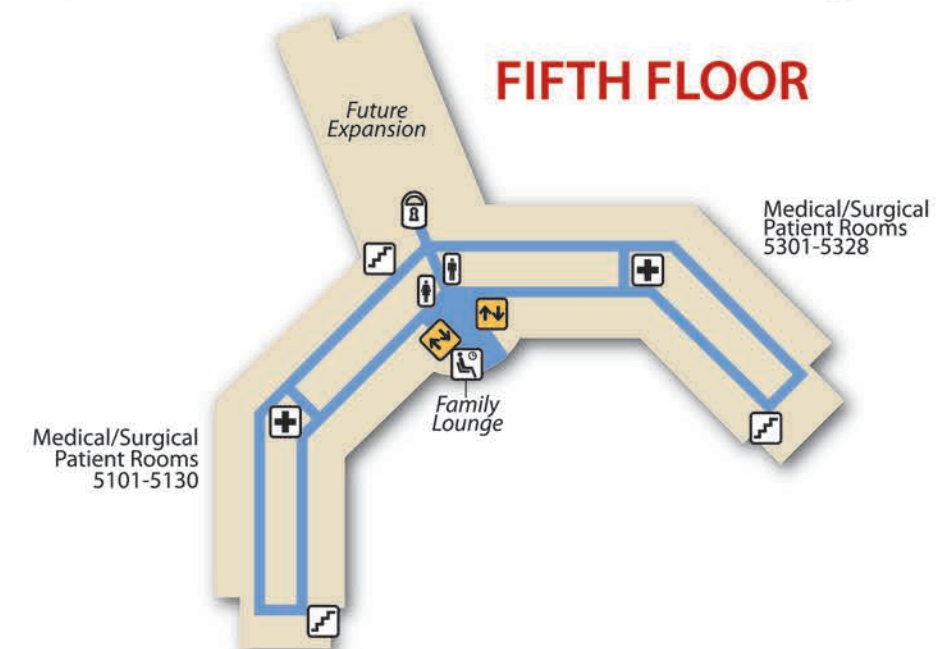 FIFTH FLOOR
Future
Expansion
Medical/Surgical
Patient Rooms
5301-5328
Family
Lounge
Medical/Surgical
Patient Rooms
5101-5130